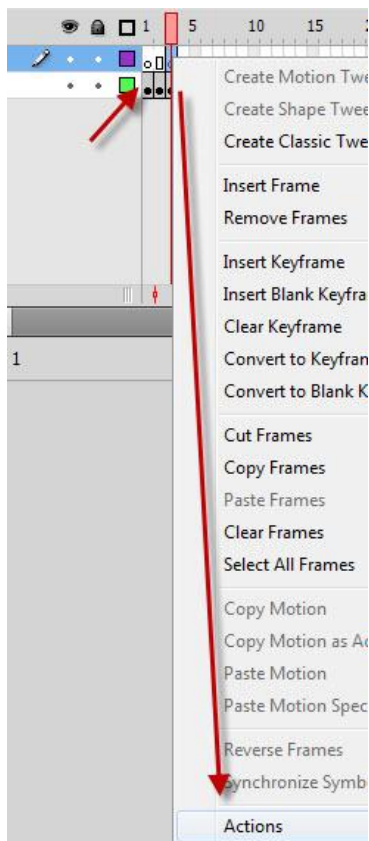 1 5 10 15
Create Motion Twe
Create Shape Twee
Create Classic Twe
Insert Frame
Remove Frames
Insert Keyframe
Insert Blank Keyfra
Clear Keyframe
1
Convert to Keyfran
Convert to Blank K
Cut Frames
Copy Frames
Paste Frames
Clear Frames
Select All Frames
Copy Motion
Copy Motion as Ac
Paste Motion
Paste Motion Spec
Reverse Frames
Synchronize Symb
Actions